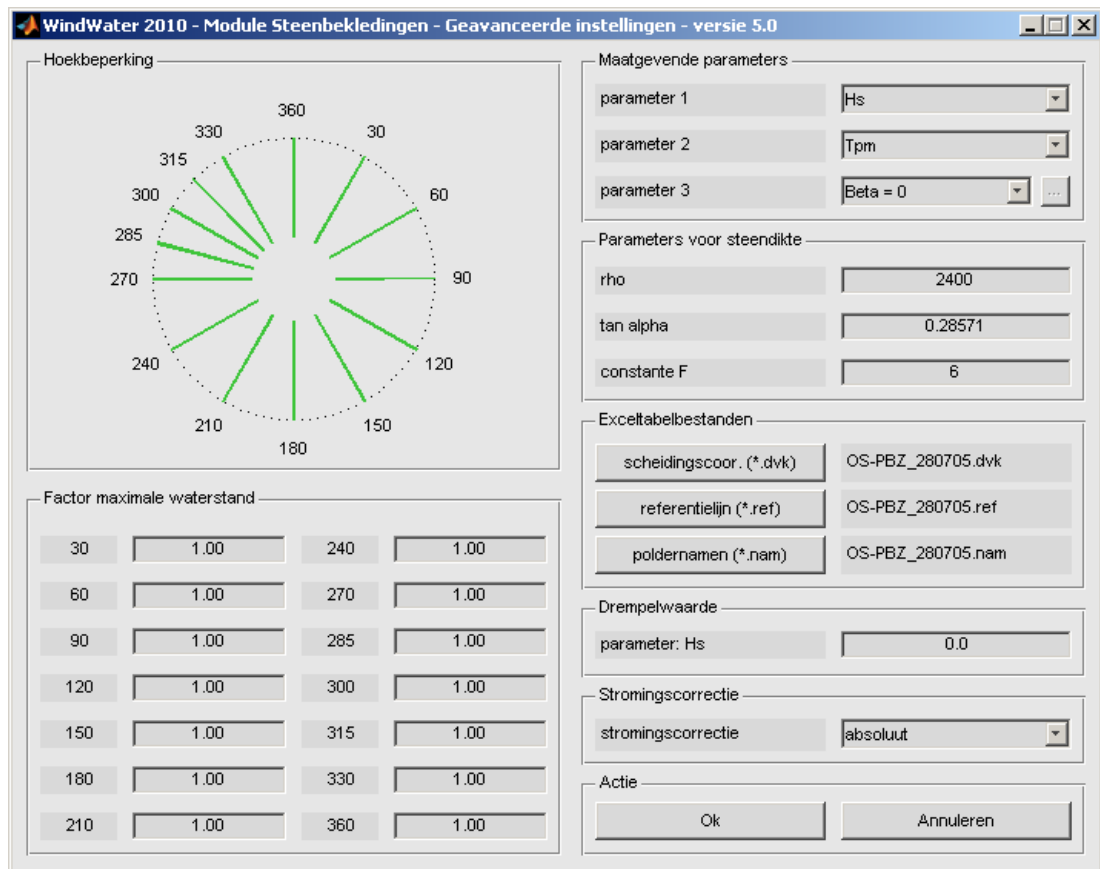 WindWater 2010 - Module Steenbekledingen - Geavanceerde instellingen - versie 5.0
Hoekbeperking
360
330
30
315
300
60
285
270
90
240
120
210
150
180
Factor maximale waterstand
30 1.00 240 1.00
60 1.00 270 1.00
90 1.00 285 1.00
120 1.00 300 1.00
150 1.00 315 1.00
180 1.00 330 1.00
210 1.00 360 1.00
Maatgevende parameters
parameter 1 Hs
parameter 2 Tpm
parameter 3 Beta = 0 ...
Parameters voor steendikte
rho 2400
tan alpha 0.28571
constante F 6
Exceltabelbestanden
scheidingscoor. (*.dvk) OS-PBZ_280705.dvk
referentielijn (*.ref) OS-PBZ_280705.ref
poldernamen (*.nam) OS-PBZ_280705.nam
Drempelwaarde
parameter: Hs 0.0
Stromingscorrectie
stromingscorrectie absoluut
Actie
Ok Annuleren